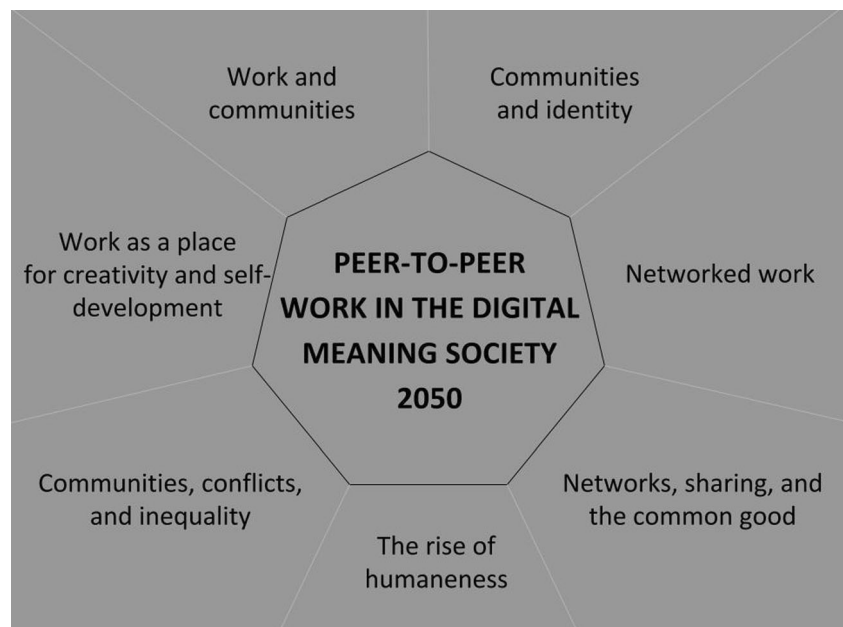 Work and
communities
Communities
and identity
Work as a place
for creativity and self-
development
PEER-TO-PEER
WORK IN THE DIGITAL
MEANING SOCIETY
2050
Networked work
Communities, conflicts,
and inequality
Networks, sharing, and
the common good
The rise of
humaneness